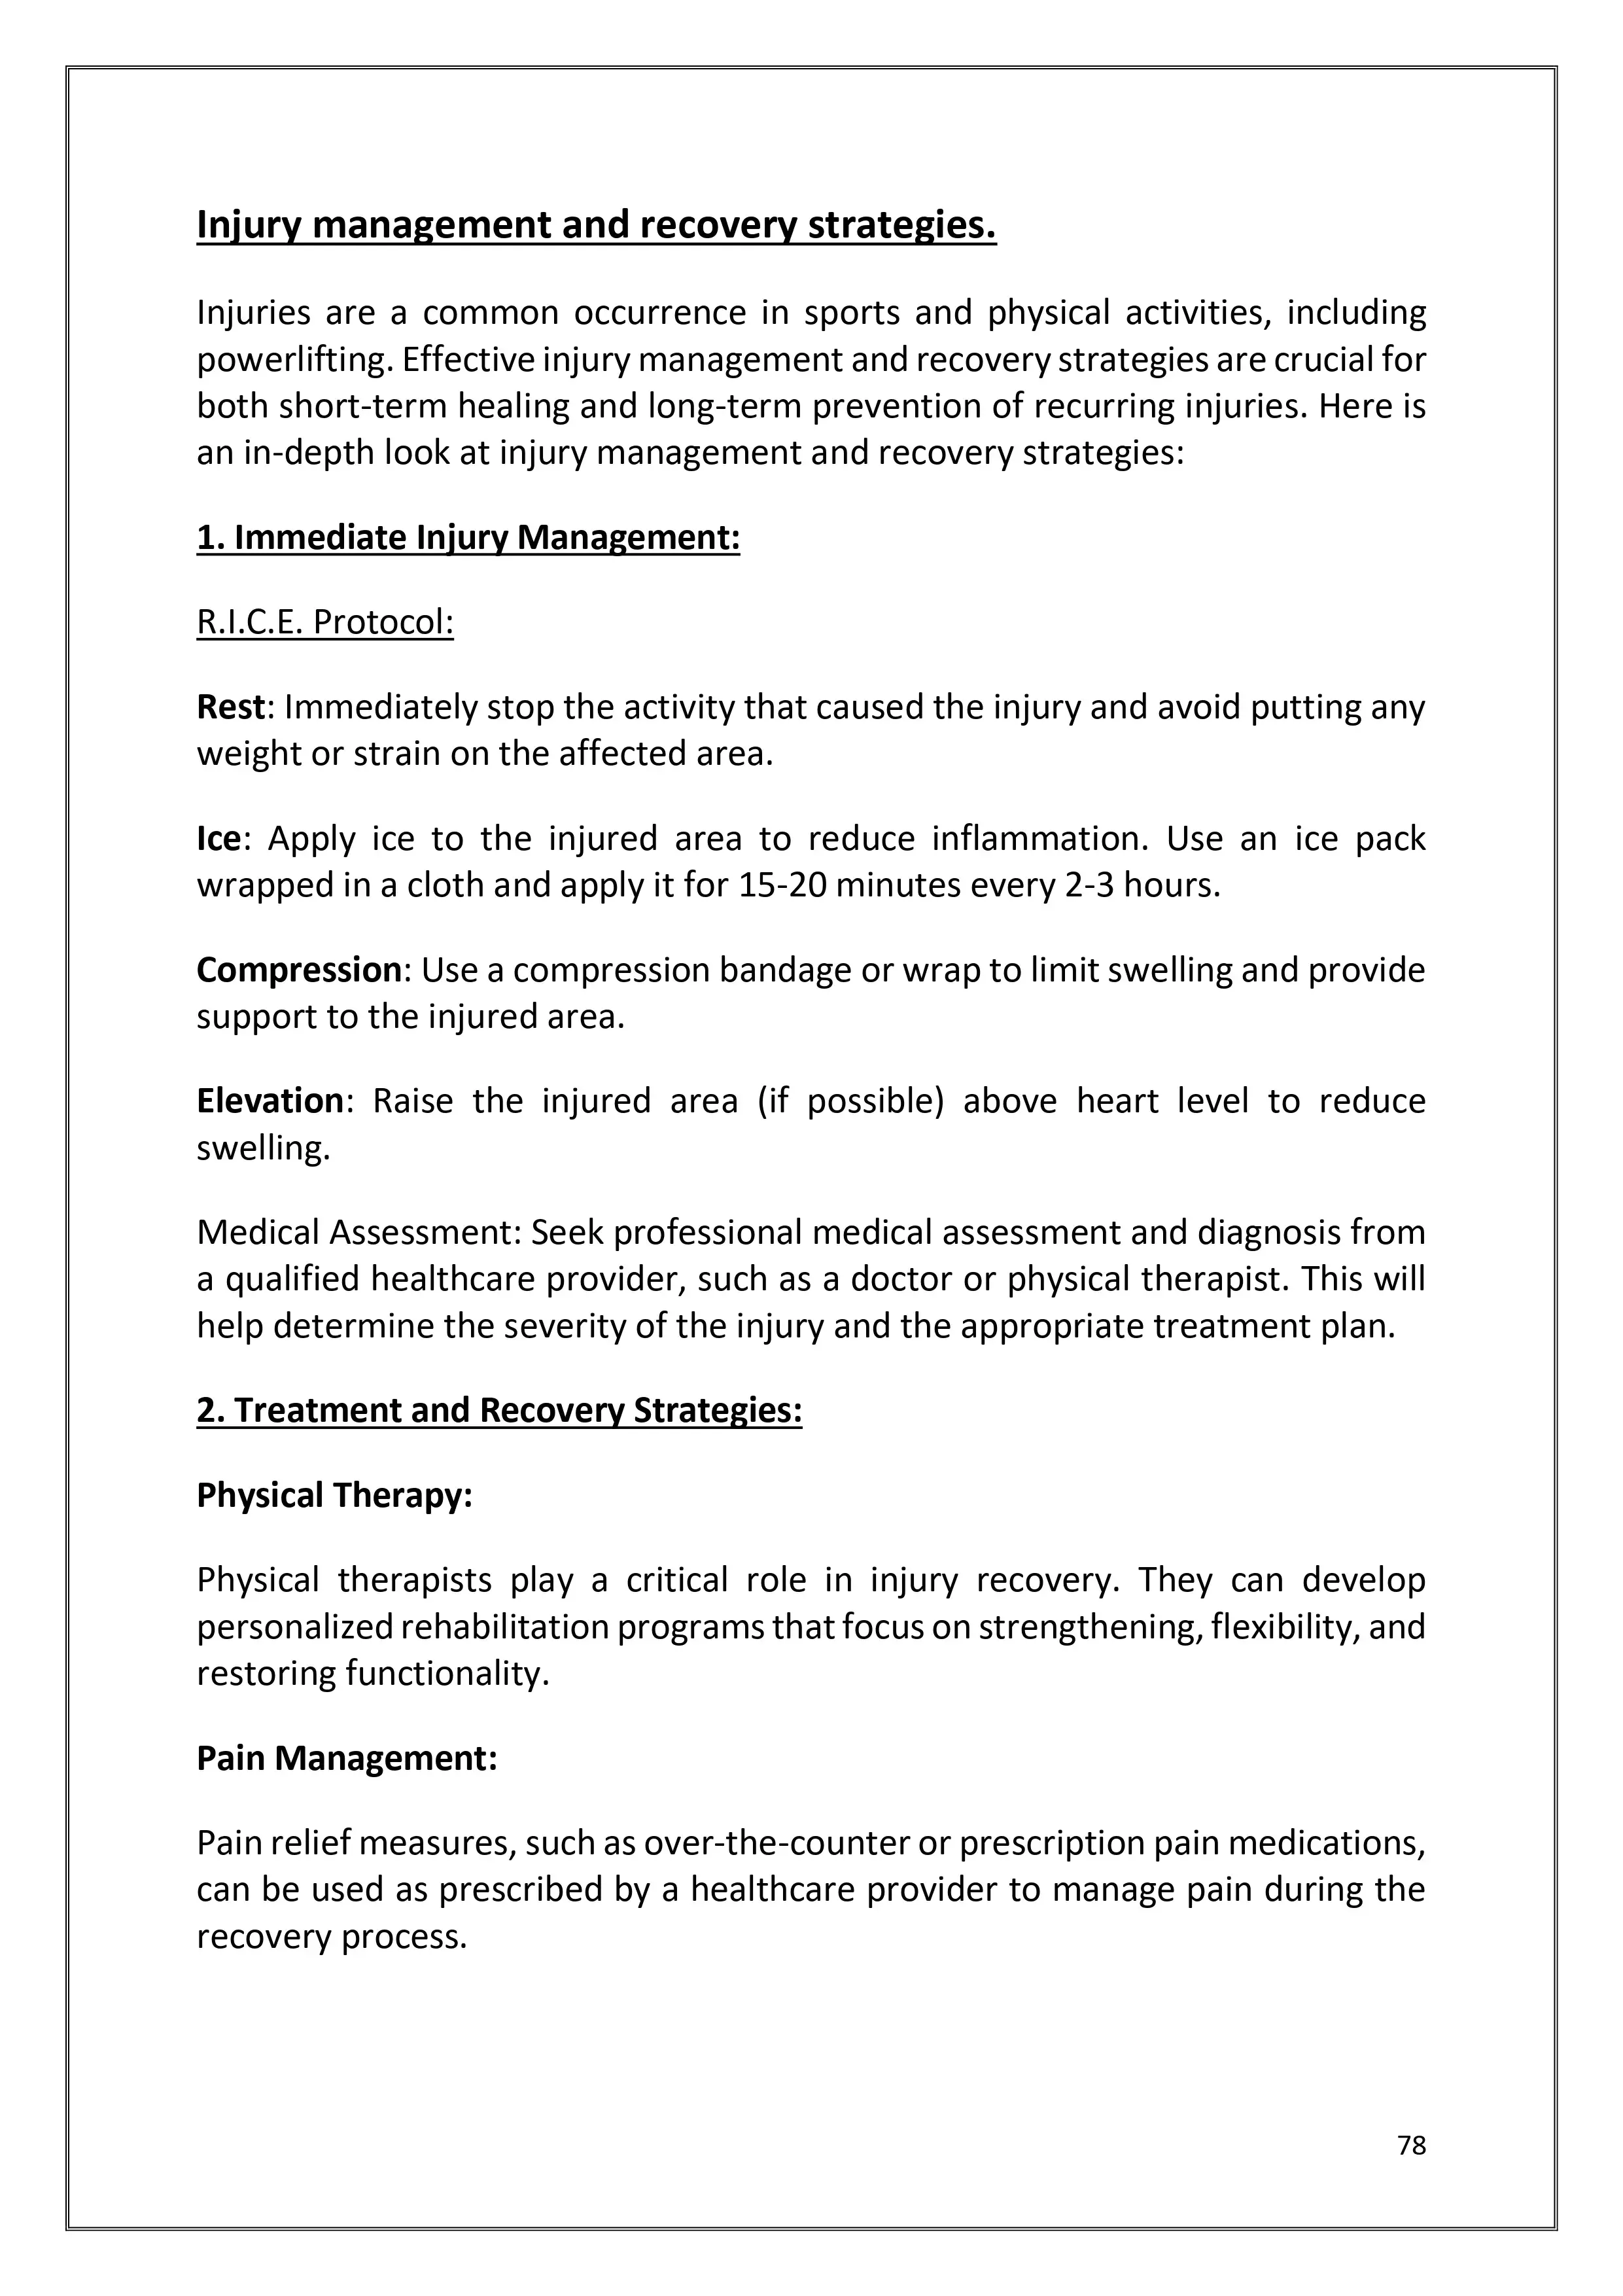 Injury management and recovery strategies.
Injuries are a common occurrence in sports and physical activities, including
powerlifting. Effective injury management and recovery strategies are crucial for
both short-term healing and long-term prevention of recurring injuries. Here is
an in-depth look at injury management and recovery strategies:
1. Immediate Injury Management:
R.I.C.E. Protocol:
Rest: Immediately stop the activity that caused the injury and avoid putting any
weight or strain on the affected area.
Ice: Apply ice to the injured area to reduce inflammation. Use an ice pack
wrapped in a cloth and apply it for 15-20 minutes every 2-3 hours.
Compression: Use a compression bandage or wrap to limit swelling and provide
support to the injured area.
Elevation: Raise the injured area (if possible) above heart level to reduce
swelling.
Medical Assessment: Seek professional medical assessment and diagnosis from
a qualified healthcare provider, such as a doctor or physical therapist. This will
help determine the severity of the injury and the appropriate treatment plan.
2. Treatment and Recovery Strategies:
Physical Therapy:
Physical therapists play a critical role in injury recovery. They can develop
personalized rehabilitation programs that focus on strengthening, flexibility, and
restoring functionality.
Pain Management:
Pain relief measures, such as over-the-counter or prescription pain medications,
can be used as prescribed by a healthcare provider to manage pain during the
recovery process.
78